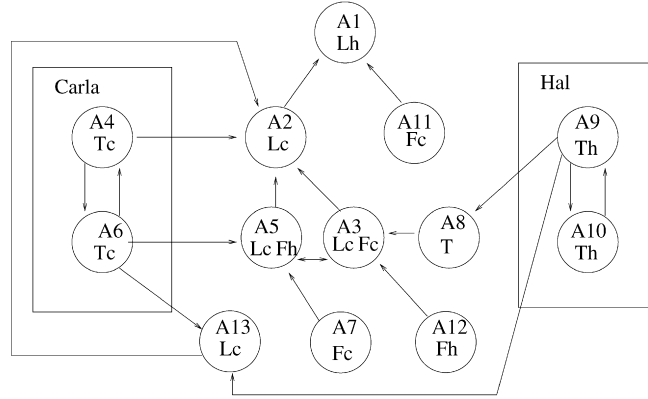 A1
Lh
Carla
Hal
A4
Tc
A2
Lc
A11
Fc
A9
Th
A6
Tc
A5
Lc Fh
A3
Lc Fc
A8
T
A10
Th
A13
Lc
A7
Fc
A12
Fh